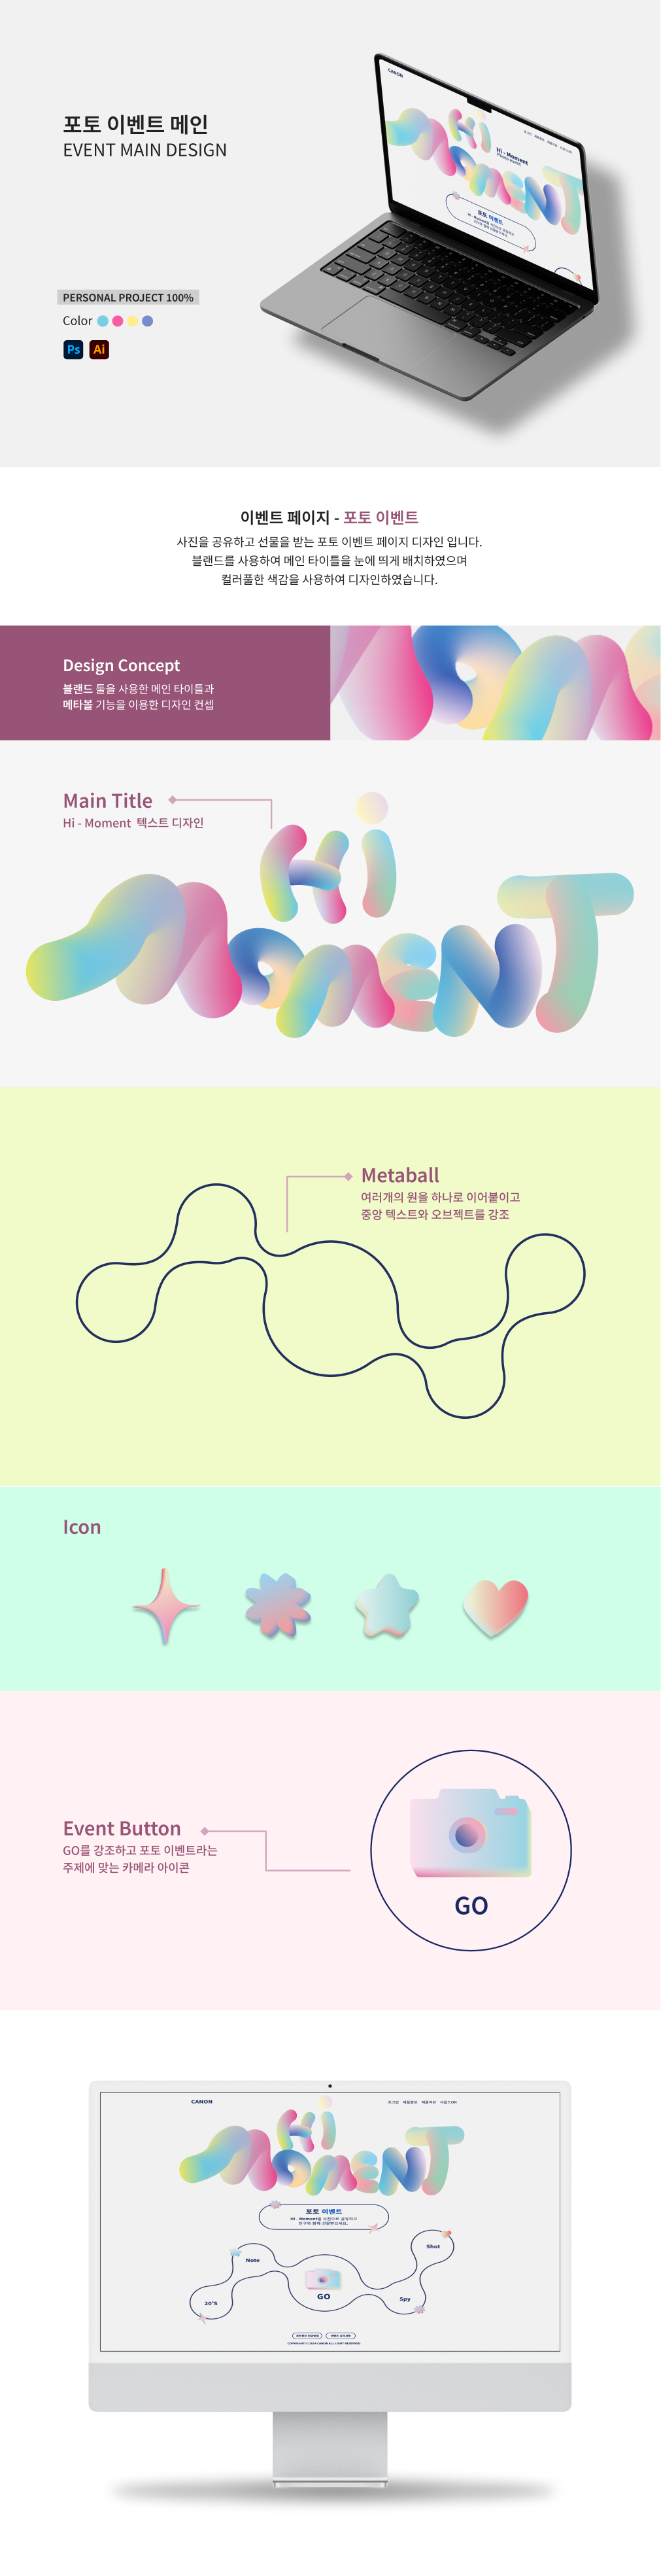 포토 이벤트 메인
EVENT MAIN DESIGN
PERSONAL PROJECT 100%
Color
Ps Ai
CANON
Hi
MOMENT
Hi - Moment
포토 이벤트
이벤트 페이지 - 포토 이벤트
사진을 공유하고 선물을 받는 포토 이벤트 페이지 디자인 입니다.
블랜드를 사용하여 메인 타이틀을 눈에 띄게 배치하였으며
컬러풀한 색감을 사용하여 디자인하였습니다.
Design Concept
블랜드 툴을 사용한 메인 타이틀과
메타볼 기능을 이용한 디자인 컨셉
Main Title
Hi - Moment 텍스트 디자인
Hi
MOMENT
Metaball
여러개의 원을 하나로 이어붙이고
중앙 텍스트와 오브젝트를 강조
Icon
Event Button
GO를 강조하고 포토 이벤트라는
주제에 맞는 카메라 아이콘
GO
CANON
Hi
MOMENT
포토 이벤트
Shot
Note
GO
20'S
Spy